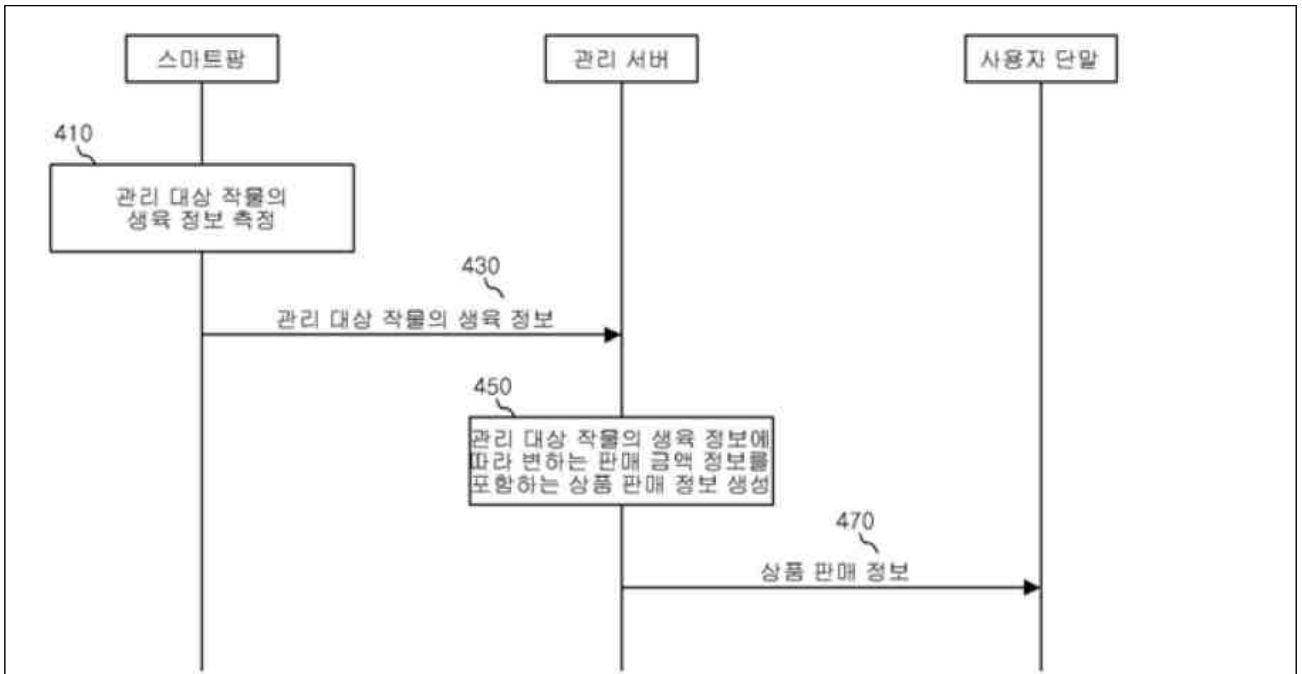 스마트팜
관리 서버
사용자 단말
410
관리 대상 작물의
생육 정보 측정
430
관리 대상 작물의 생육 정보
450
관리 대상 작물의 생육 정보에
따라 변하는 판매 금액 정보를
포함하는 상품 판매 정보 생성
470
상품 판매 정보